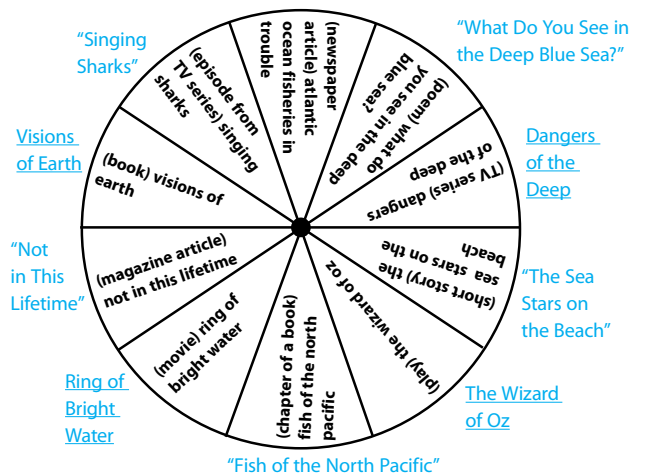 “Singing
Sharks”
“What Do You See in
the Deep Blue Sea?”
Visions
of Earth
Dangers
of the
Deep
“Not
in This
Lifetime”
“The Sea
Stars on
the Beach”
Ring of
Bright
Water
The Wizard
of Oz
“Fish of the North Pacific”
(newspaper
article) atlantic
ocean fisheries in
trouble
(poem) what do
you see in the deep
blue sea?
(TV series) dangers
of the deep
(short story) the
sea stars on the
beach
(play) the wizard of oz
(chapter of a book)
fish of the north
pacific
(movie) ring of
bright water
(magazine article)
not in this lifetime
(book) visions of
earth
(episode from
TV series) singing
sharks